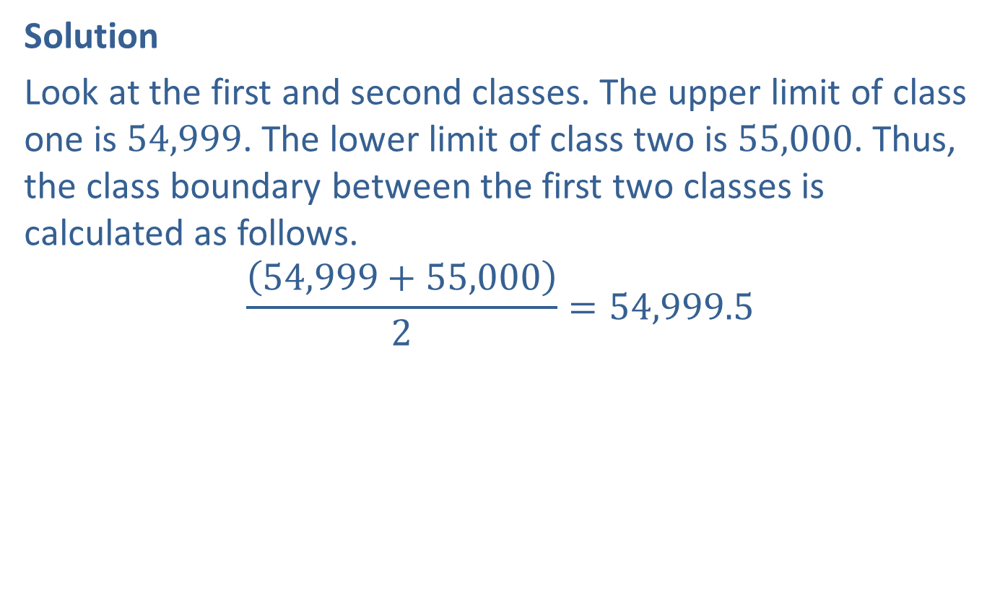 Solution
Look at the first and second classes. The upper limit of class
one is 54,999. The lower limit of class two is 55,000. Thus,
the class boundary between the first two classes is
calculated as follows.
(54,999 + 55,000)
= 54,999.5
2